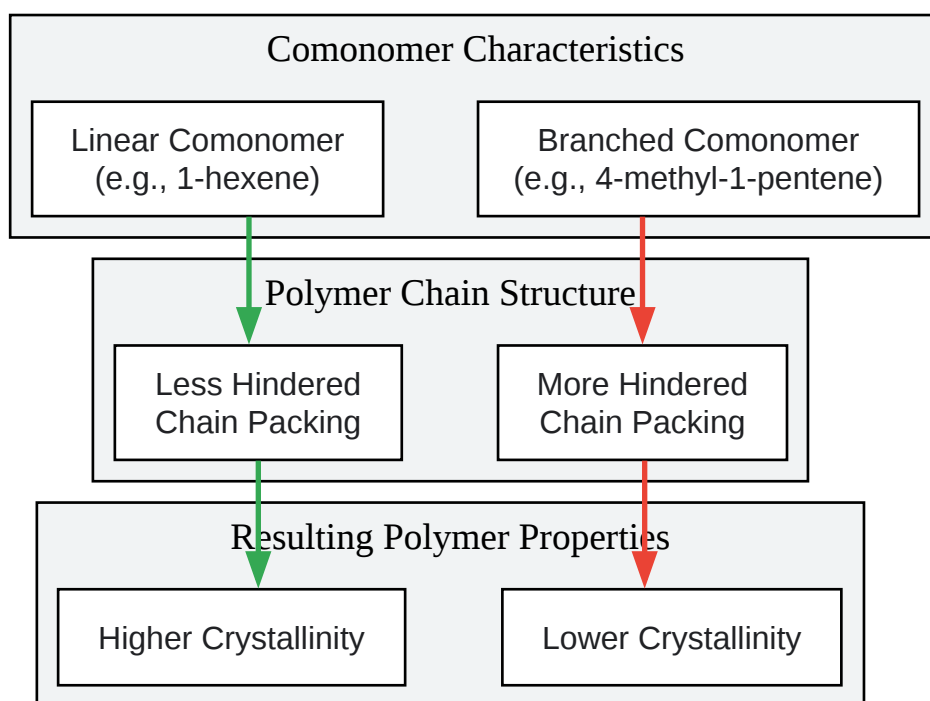 Comonomer Characteristics
Linear Comonomer
(e.g., 1-hexene)
Branched Comonomer
(e.g., 4-methyl-1-pentene)
Polymer Chain Structure
Less Hindered
Chain Packing
More Hindered
Chain Packing
Resulting Polymer Properties
Higher Crystallinity
Lower Crystallinity